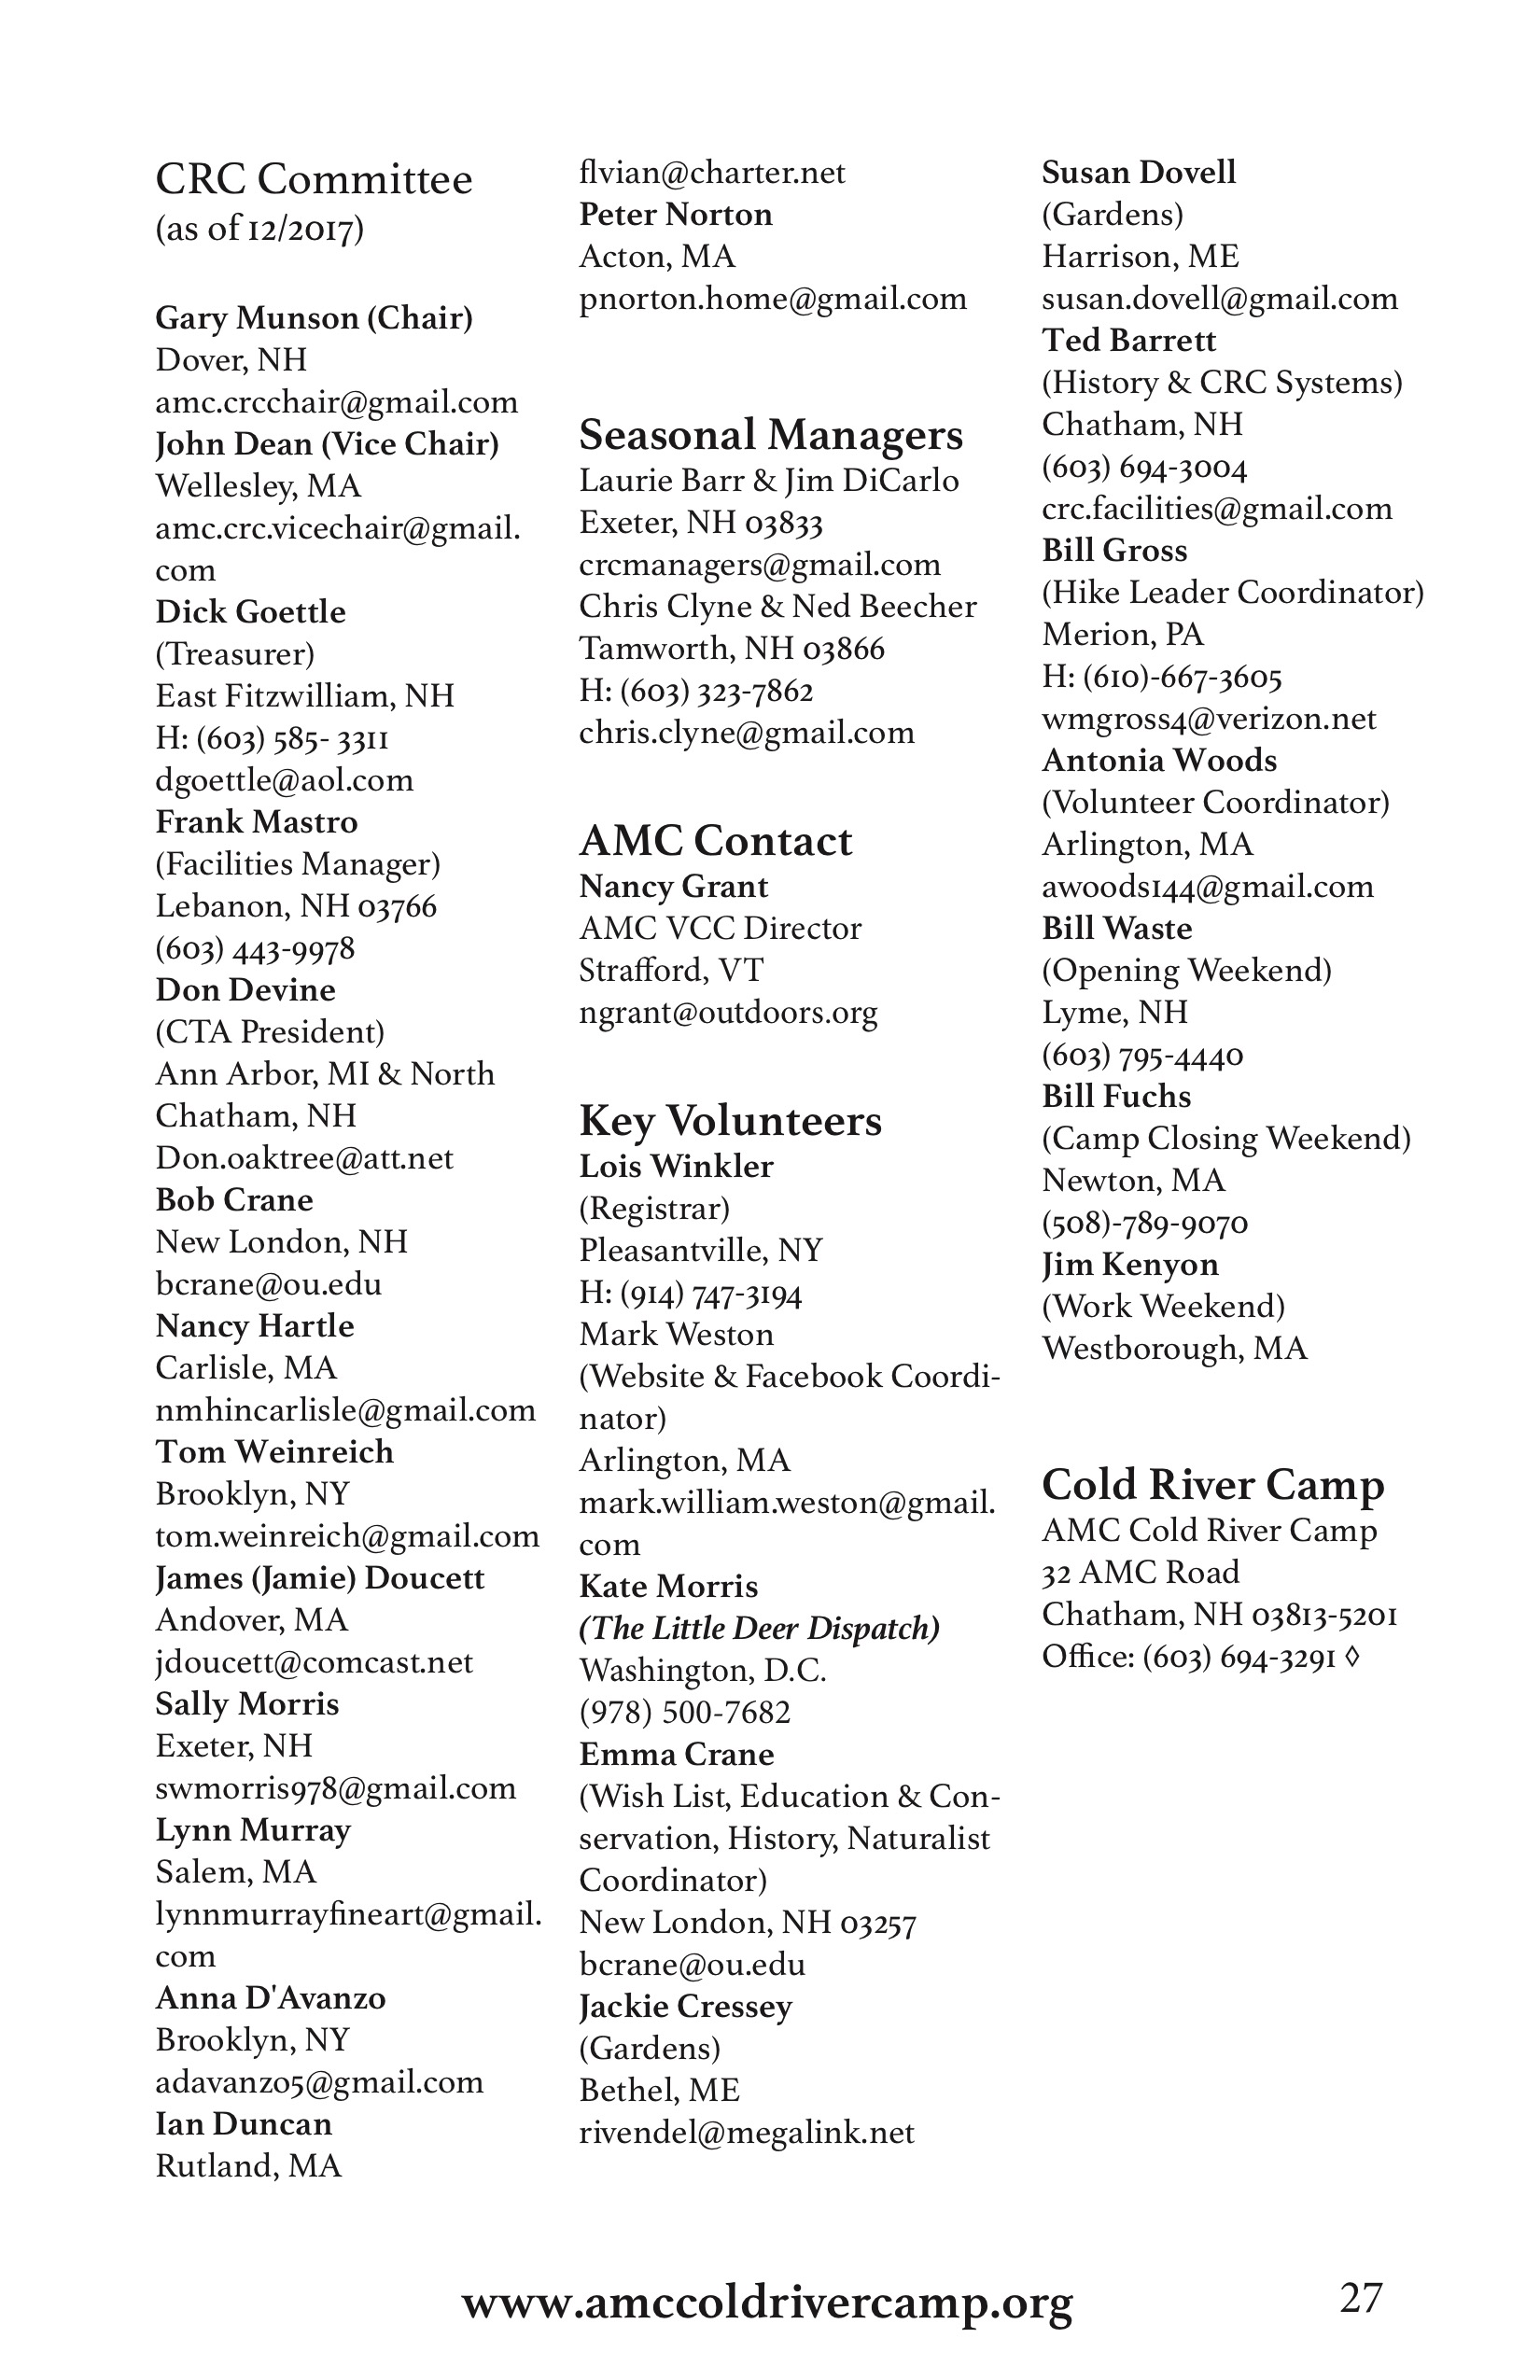 CRC Committee
(as of 12/2017)
Gary Munson (Chair)
Dover, NH
amc.crcchair@gmail.com
John Dean (Vice Chair)
Wellesley, MA
amc.crc.vicechair@gmail.
com
Dick Goettle
(Treasurer)
East Fitzwilliam, NH
H: (603) 585- 3311
dgoettle@aol.com
Frank Mastro
(Facilities Manager)
Lebanon, NH 03766
(603) 443-9978
Don Devine
(CTA President)
Ann Arbor, MI & North
Chatham, NH
Don.oaktree@att.net
Bob Crane
New London, NH
bcrane@ou.edu
Nancy Hartle
Carlisle, MA
nmhincarlisle@gmail.com
Tom Weinreich
Brooklyn, NY
tom.weinreich@gmail.com
James (Jamie) Doucett
Andover, MA
jdoucett@comcast.net
Sally Morris
Exeter, NH
swmorris978@gmail.com
Lynn Murray
Salem, MA
lynnmurrayfineart@gmail.
com
Anna D'Avanzo
Brooklyn, NY
adavanzo5@gmail.com
Ian Duncan
Rutland, MA
flvian@charter.net
Peter Norton
Acton, MA
pnorton.home@gmail.com
Seasonal Managers
Laurie Barr & Jim DiCarlo
Exeter, NH 03833
crcmanagers@gmail.com
Chris Clyne & Ned Beecher
Tamworth, NH 03866
H: (603) 323-7862
chris.clyne@gmail.com
AMC Contact
Nancy Grant
AMC VCC Director
Strafford, VT
ngrant@outdoors.org
Key Volunteers
Lois Winkler
(Registrar)
Pleasantville, NY
H: (914) 747-3194
Mark Weston
(Website & Facebook Coordi-
nator)
Arlington, MA
mark.william.weston@gmail.
com
Kate Morris
(The Little Deer Dispatch)
Washington, D.C.
(978) 500-7682
Emma Crane
(Wish List, Education & Con-
servation, History, Naturalist
Coordinator)
New London, NH 03257
bcrane@ou.edu
Jackie Cressey
(Gardens)
Bethel, ME
rivendel@megalink.net
Susan Dovell
(Gardens)
Harrison, ME
susan.dovell@gmail.com
Ted Barrett
(History & CRC Systems)
Chatham, NH
(603) 694-3004
crc.facilities@gmail.com
Bill Gross
(Hike Leader Coordinator)
Merion, PA
H: (610)-667-3605
wmgross4@verizon.net
Antonia Woods
(Volunteer Coordinator)
Arlington, MA
awoods144@gmail.com
Bill Waste
(Opening Weekend)
Lyme, NH
(603) 795-4440
Bill Fuchs
(Camp Closing Weekend)
Newton, MA
(508)-789-9070
Jim Kenyon
(Work Weekend)
Westborough, MA
Cold River Camp
AMC Cold River Camp
32 AMC Road
Chatham, NH 03813-5201
Office: (603) 694-3291 ◊
www.amccoldrivercamp.org
27